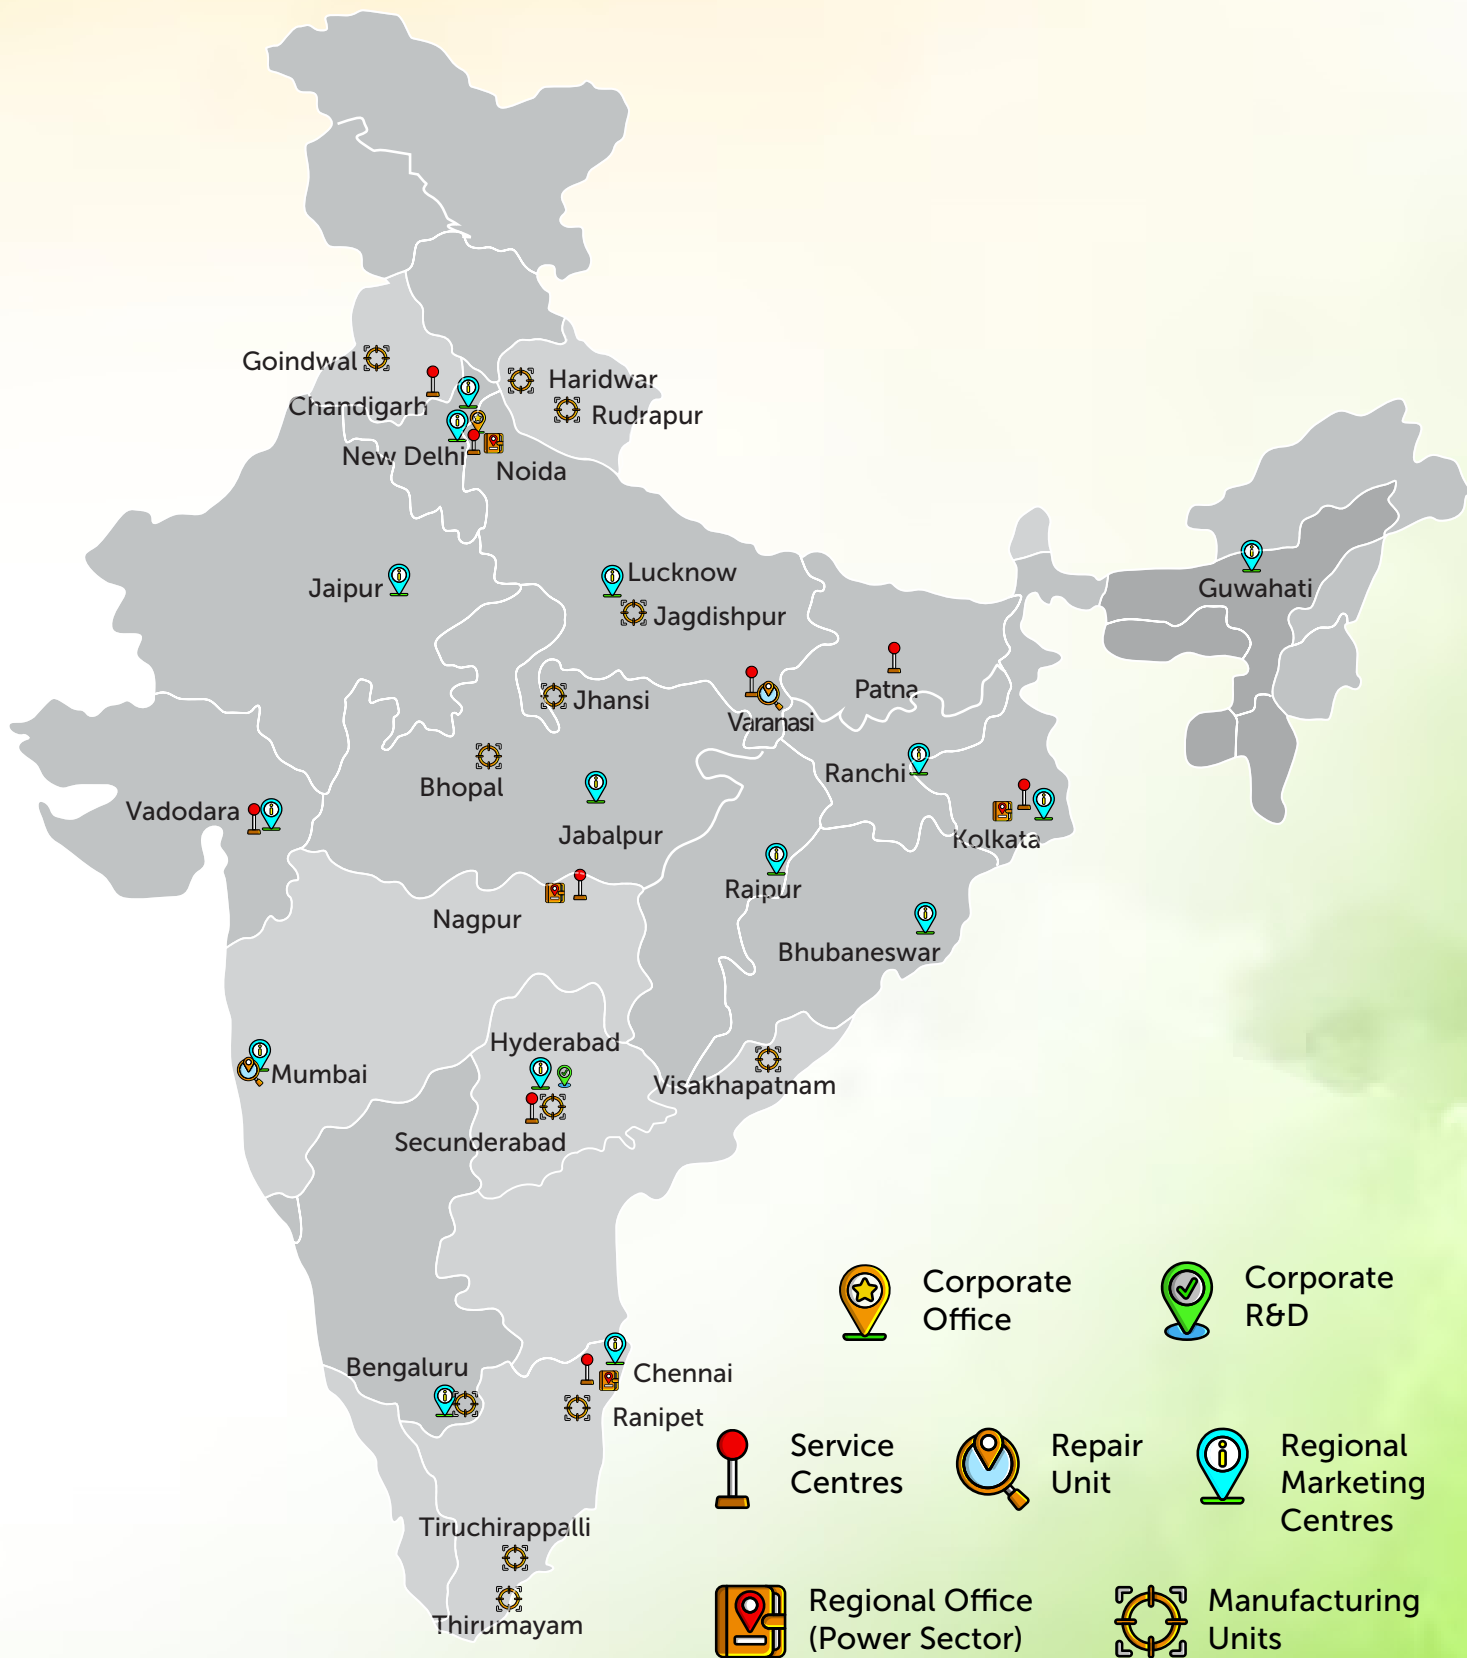 Goindwal
Haridwar
Chandigarh
Rudrapur
New Delhi
Noida
Jaipur
Lucknow
Jagdishpur
Guwahati
Patna
Jhansi
Varanasi
Bhopal
Ranchi
Vadodara
Jabalpur
Kolkata
Raipur
Nagpur
Bhubaneswar
Hyderabad
Mumbai
Visakhapatnam
Secunderabad
Bengaluru
Chennai
Ranipet
Tiruchirappalli
Thirumayam
Corporate
Office
Corporate
R&D
Service
Centres
Repair
Unit
Regional
Marketing
Centres
Regional Office
(Power Sector)
Manufacturing
Units